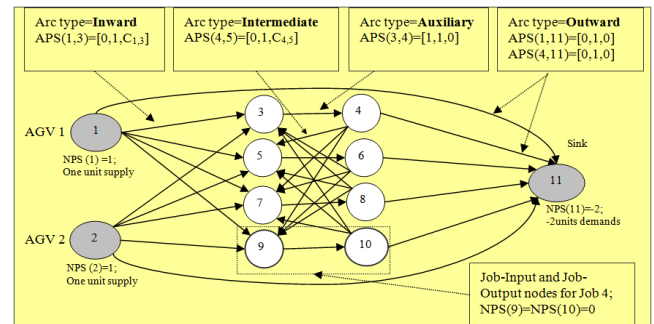 Arc type=Inward
APS(1,3)=[0,1,C1,3]
Arc type=Intermediate
APS(4,5)=[0,1,C4,5]
Arc type=Auxiliary
APS(3,4)=[1,1,0]
Arc type=Outward
APS(1,11)=[0,1,0]
APS(4,11)=[0,1,0]
AGV 1
1
NPS (1) =1;
One unit supply
3
4
5
6
7
8
9
10
Sink
11
NPS(11)=-2;
-2units demands
AGV 2
2
NPS (2)=1;
One unit supply
Job-Input and Job-
Output nodes for Job 4;
NPS(9)=NPS(10)=0